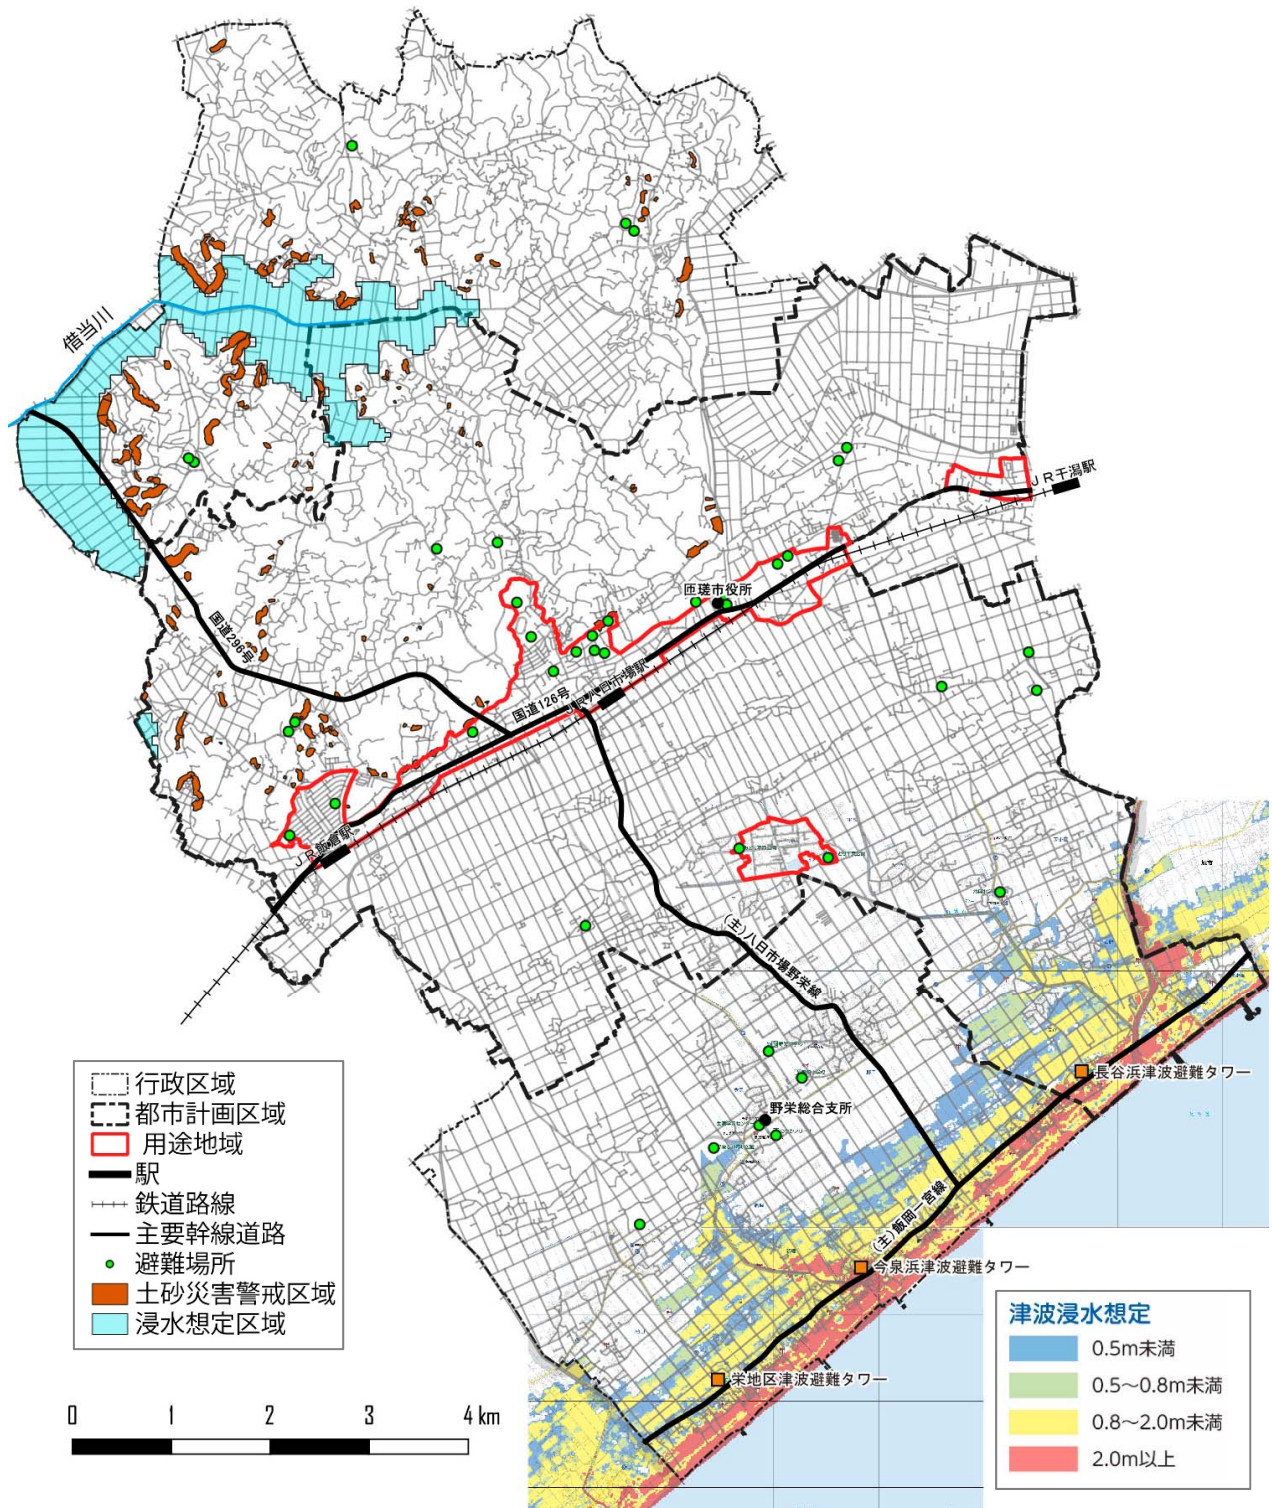 借当川
JR干潟駅
匝瑳市役所
国道296号
国道126号
JR八日市場駅
JR飯倉駅
(主)八日市場野栄線
行政区域
都市計画区域
用途地域
駅
鉄道路線
主要幹線道路
避難場所
土砂災害警戒区域
浸水想定区域
長谷浜津波避難タワー
野栄総合支所
(主)飯岡一宮線
今泉浜津波避難タワー
栄地区津波避難タワー
津波浸水想定
0.5m未満
0.5～0.8m未満
0.8～2.0m未満
2.0m以上
0 1 2 3 4 km